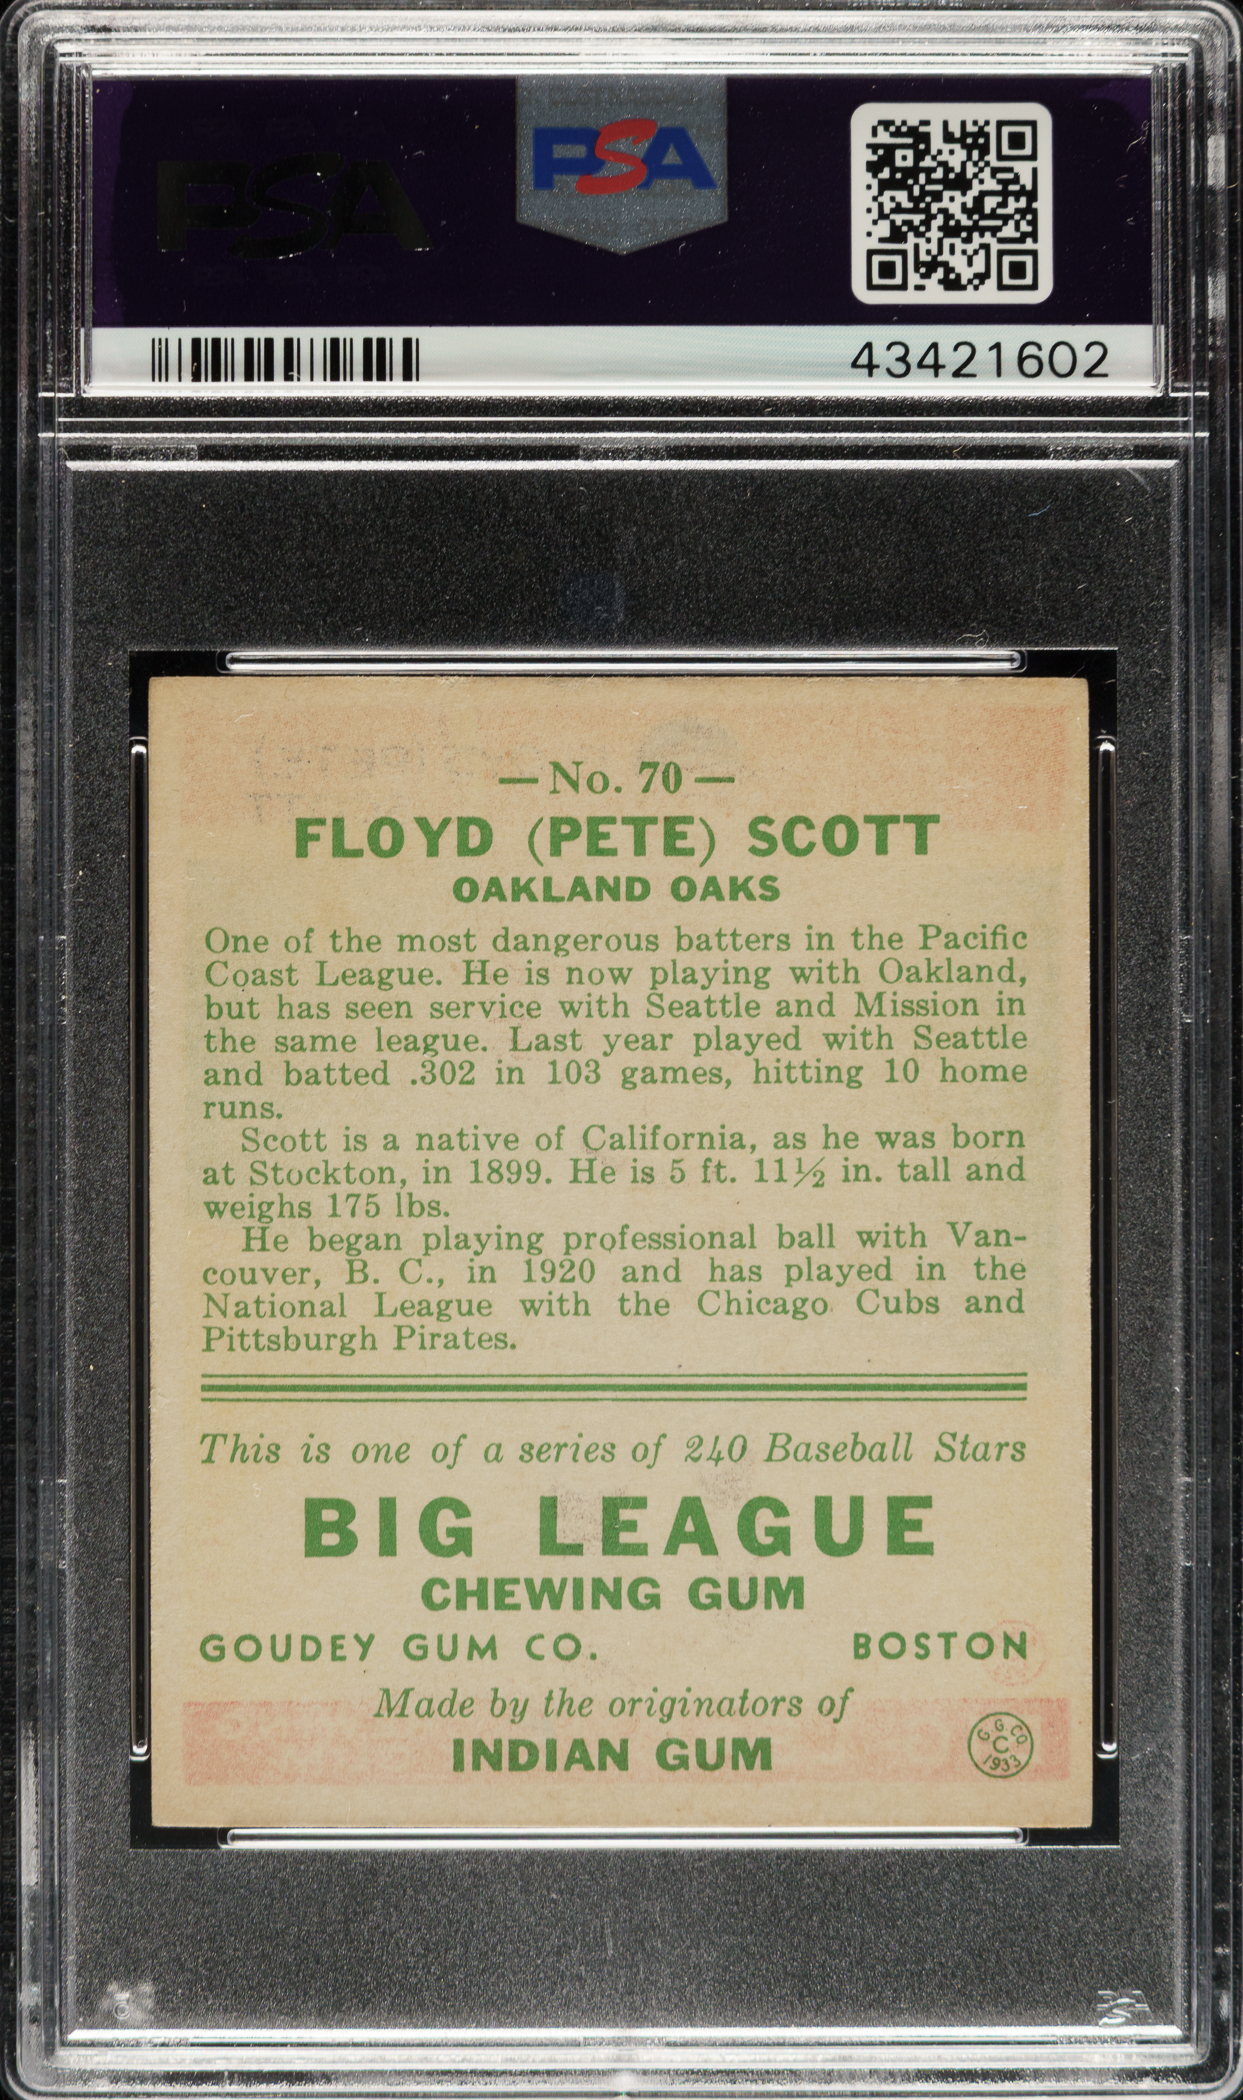 PSA
PSA
43421602
— No. 70 —
FLOYD (PETE) SCOTT
OAKLAND OAKS
One of the most dangerous batters in the Pacific
Coast League. He is now playing with Oakland,
but has seen service with Seattle and Mission in
the same league. Last year played with Seattle
and batted .302 in 103 games, hitting 10 home
runs.
Scott is a native of California, as he was born
at Stockton, in 1899. He is 5 ft. 11½ in. tall and
weighs 175 lbs.
He began playing professional ball with Van-
couver, B. C., in 1920 and has played in the
National League with the Chicago Cubs and
Pittsburgh Pirates.
This is one of a series of 240 Baseball Stars
BIG LEAGUE
CHEWING GUM
GOUDEY GUM CO. BOSTON
Made by the originators of
INDIAN GUM
G. G. CO.
C
1933
PSA